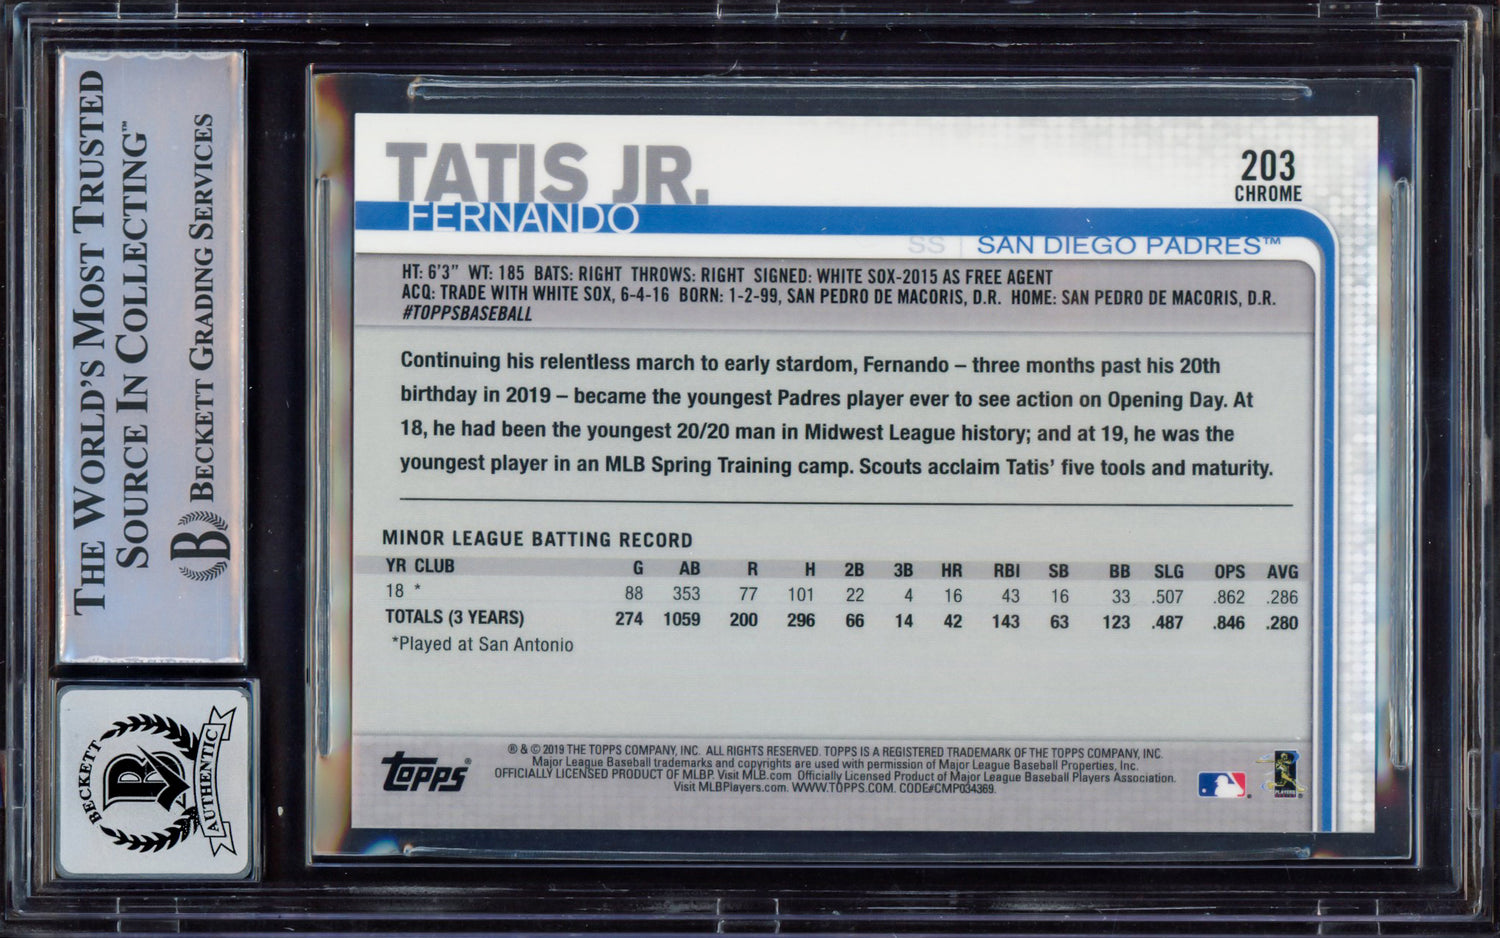 THE WORLD'S MOST TRUSTED
SOURCE IN COLLECTING™
BECKETT GRADING SERVICES
BECKETT
AUTHENTIC
TATIS JR.
FERNANDO
203
CHROME
SS | SAN DIEGO PADRES™
HT: 6'3" WT: 185 BATS: RIGHT THROWS: RIGHT SIGNED: WHITE SOX-2015 AS FREE AGENT
ACQ: TRADE WITH WHITE SOX, 6-4-16 BORN: 1-2-99, SAN PEDRO DE MACORIS, D.R. HOME: SAN PEDRO DE MACORIS, D.R.
#TOPPSBASEBALL
Continuing his relentless march to early stardom, Fernando – three months past his 20th
birthday in 2019 – became the youngest Padres player ever to see action on Opening Day. At
18, he had been the youngest 20/20 man in Midwest League history; and at 19, he was the
youngest player in an MLB Spring Training camp. Scouts acclaim Tatis' five tools and maturity.
MINOR LEAGUE BATTING RECORD
YR CLUB G AB R H 2B 3B HR RBI SB BB SLG OPS AVG
18 * 88 353 77 101 22 4 16 43 16 33 .507 .862 .286
TOTALS (3 YEARS) 274 1059 200 296 66 14 42 143 63 123 .487 .846 .280
*Played at San Antonio
Topps®
® & © 2019 THE TOPPS COMPANY, INC. ALL RIGHTS RESERVED. TOPPS IS A REGISTERED TRADEMARK OF THE TOPPS COMPANY, INC.
Major League Baseball trademarks and copyrights are used with permission of Major League Baseball Properties, Inc.
OFFICIALLY LICENSED PRODUCT OF MLBP. Visit MLB.com Officially Licensed Product of Major League Baseball Players Association.
Visit MLBPlayers.com. WWW.TOPPS.COM. CODE#CMP034369.
PLAYERS